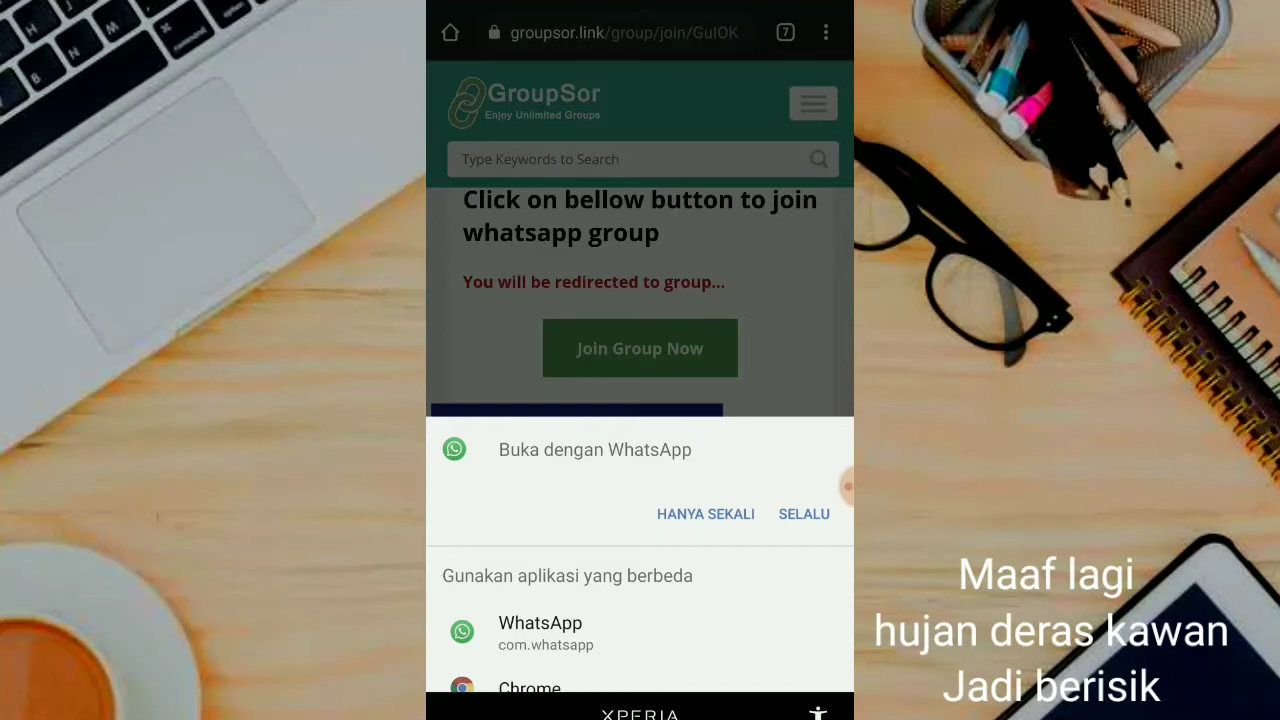 groupsor.link/group/join/GuIOK
7
GroupSor
Enjoy Unlimited Groups
Type Keywords to Search
Click on bellow button to join
whatsapp group
You will be redirected to group...
Join Group Now
Buka dengan WhatsApp
HANYA SEKALI
SELALU
Gunakan aplikasi yang berbeda
WhatsApp
com.whatsapp
Chrome
XPERIA
Maaf lagi
hujan deras kawan
Jadi berisik